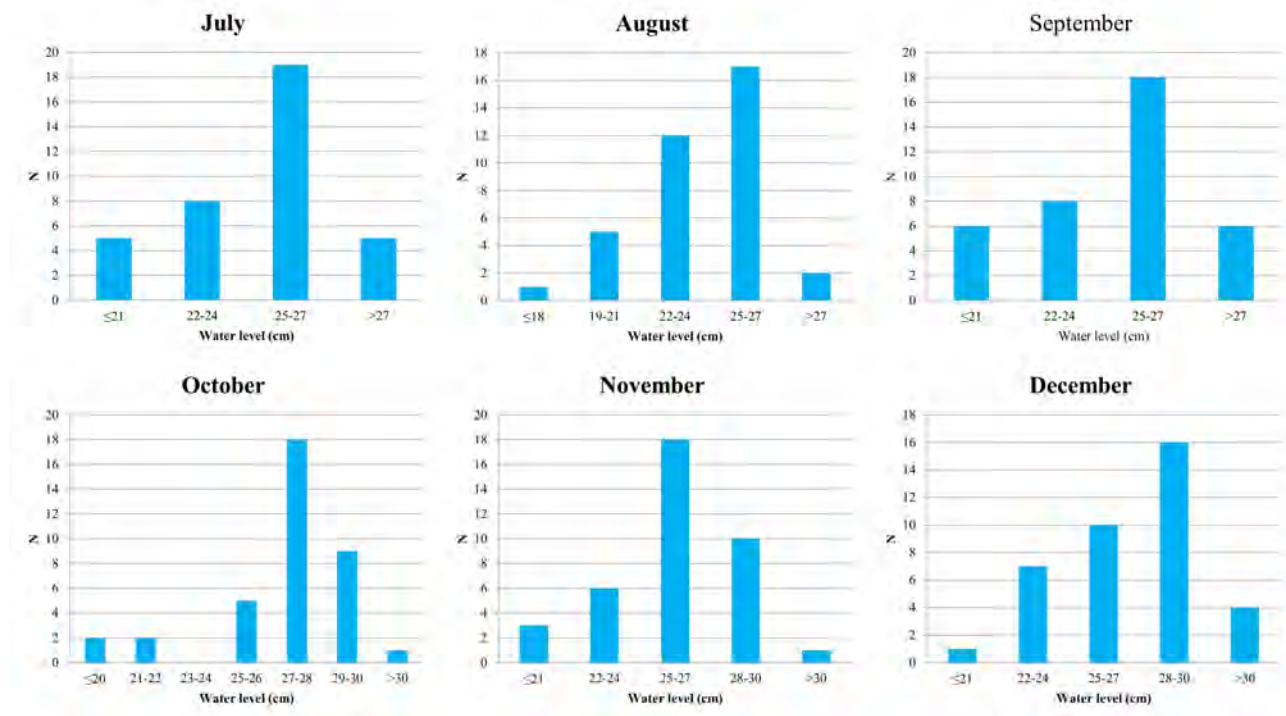 July
20
18
16
14
12
10
8
6
4
2
0
N
≤21 22-24 25-27 >27
Water level (cm)
August
18
16
14
12
10
8
6
4
2
0
N
≤18 19-21 22-24 25-27 >27
Water level (cm)
September
20
18
16
14
12
10
8
6
4
2
0
N
≤21 22-24 25-27 >27
Water level (cm)
October
20
18
16
14
12
10
8
6
4
2
0
N
≤20 21-22 23-24 25-26 27-28 29-30 >30
Water level (cm)
November
20
18
16
14
12
10
8
6
4
2
0
N
≤21 22-24 25-27 28-30 >30
Water level (cm)
December
18
16
14
12
10
8
6
4
2
0
N
≤21 22-24 25-27 28-30 >30
Water level (cm)